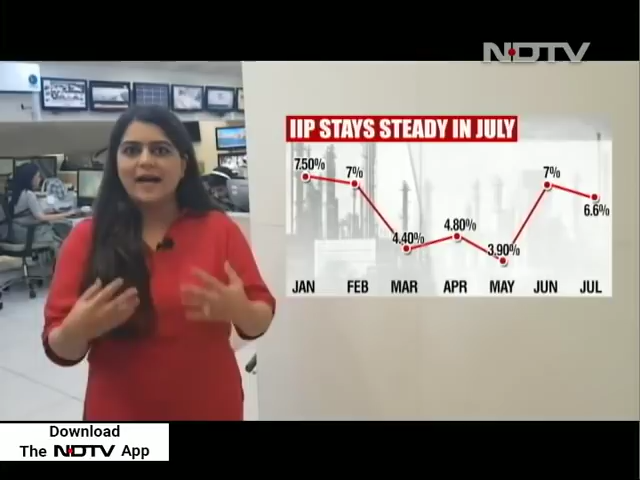 NDTV
IIP STAYS STEADY IN JULY
7.50%
7%
4.40%
4.80%
3.90%
7%
6.6%
JAN FEB MAR APR MAY JUN JUL
Download
The NDTV App